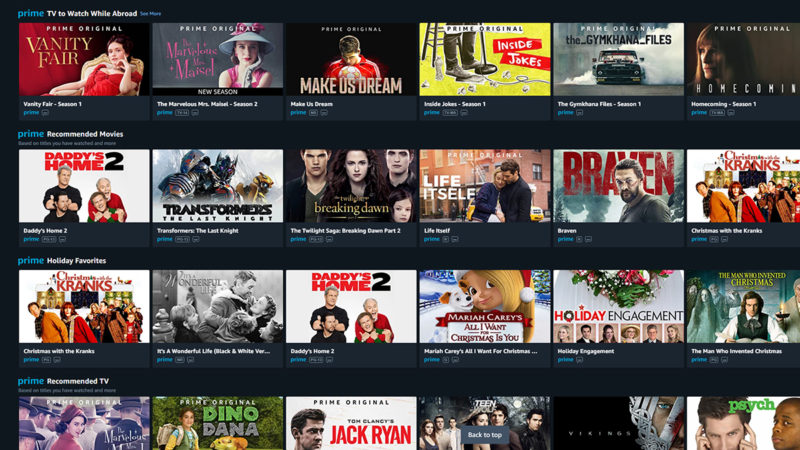 prime TV to Watch While Abroad See More
PRIME ORIGINAL
VANITY FAIR
PRIME ORIGINAL
The Marvelous Mrs. Maisel
NEW SEASON
PRIME ORIGINAL
MAKE US DREAM
PRIME ORIGINAL
INSIDE JOKES
PRIME ORIGINAL
the_GYMKHANA_FILES
PRIME ORIGINAL
HOMECOMING
Vanity Fair - Season 1
The Marvelous Mrs. Maisel - Season 2
Make Us Dream
Inside Jokes - Season 1
The Gymkhana Files - Season 1
Homecoming - Season 1
prime
prime TV-14
prime NR
prime TV-MA
prime
prime TV-MA
prime Recommended Movies
Based on titles you have watched and more
DADDY'S HOME 2
TRANSFORMERS
THE LAST KNIGHT
the twilight saga
breaking dawn
PRIME ORIGINAL
LIFE ITSELF
BRAVEN
Christmas with the KRANKS
Daddy's Home 2
Transformers: The Last Knight
The Twilight Saga: Breaking Dawn Part 2
Life Itself
Braven
Christmas with the Kranks
prime PG-13
prime PG-13
prime PG-13
prime R
prime R
prime PG
prime Holiday Favorites
Christmas with the KRANKS
IT'S A WONDERFUL LIFE
DADDY'S HOME 2
MARIAH CAREY'S
ALL I WANT FOR CHRISTMAS IS YOU
HOLIDAY ENGAGEMENT
THE MAN WHO INVENTED CHRISTMAS
Christmas with the Kranks
It's A Wonderful Life (Black & White Ver...
Daddy's Home 2
Mariah Carey's All I Want For Christmas ...
Holiday Engagement
The Man Who Invented Christmas
prime PG
prime NR
prime PG-13
prime G
prime
prime PG
prime Recommended TV
Based on titles you have watched and more
PRIME ORIGINAL
The Marvelous
PRIME ORIGINAL
DINO DANA
PRIME ORIGINAL
TOM CLANCY'S
JACK RYAN
TEEN
Back to top
VIKINGS
psych